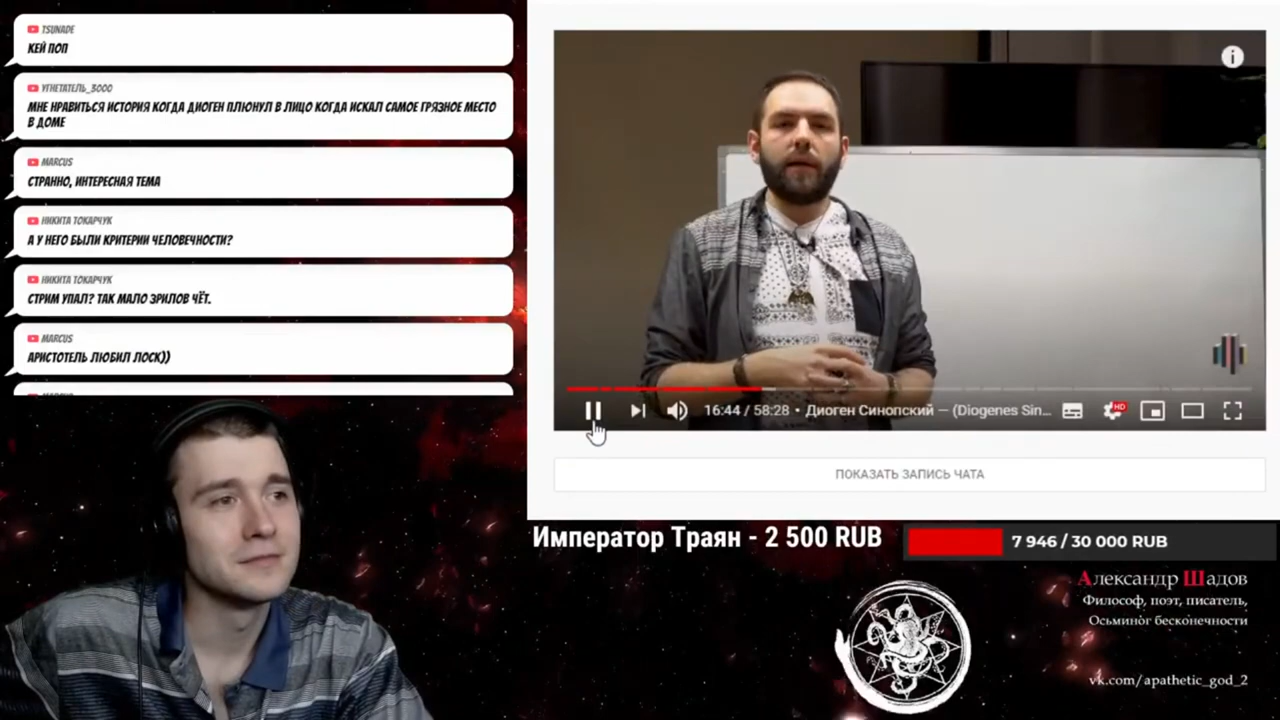 TSUNADE
КЕЙ ПОП
УГНЕТАТЕЛЬ_3000
МНЕ НРАВИТЬСЯ ИСТОРИЯ КОГДА ДИОГЕН ПЛЮНУЛ В ЛИЦО КОГДА ИСКАЛ САМОЕ ГРЯЗНОЕ МЕСТО
В ДОМЕ
MARCUS
СТРАННО, ИНТЕРЕСНАЯ ТЕМА
НИКИТА ТОКАРЧУК
А У НЕГО БЫЛИ КРИТЕРИИ ЧЕЛОВЕЧНОСТИ?
НИКИТА ТОКАРЧУК
СТРИМ УПАЛ? ТАК МАЛО ЗРИЛОВ ЧЁТ.
MARCUS
АРИСТОТЕЛЬ ЛЮБИЛ ЛОСК))
16:44 / 58:28 • Диоген Синопский — (Diogenes Sin...
HD
ПОКАЗАТЬ ЗАПИСЬ ЧАТА
Император Траян - 2 500 RUB
7 946 / 30 000 RUB
Александр Шадов
Философ, поэт, писатель,
Осьминог бесконечности
vk.com/apathetic_god_2